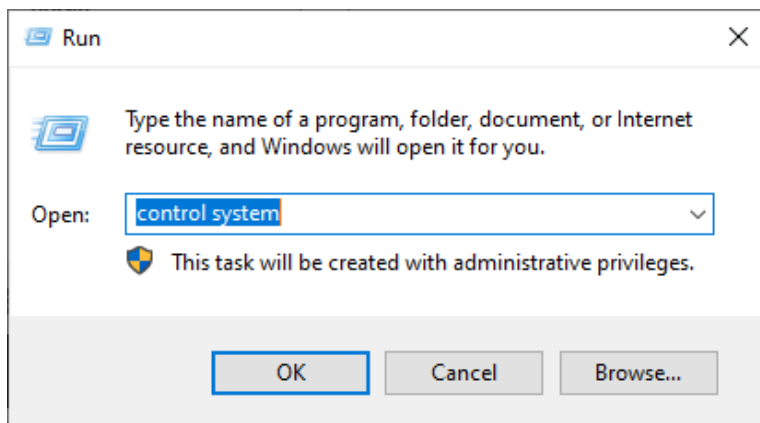 Run
Type the name of a program, folder, document, or Internet
resource, and Windows will open it for you.
Open:
control system
This task will be created with administrative privileges.
OK
Cancel
Browse...